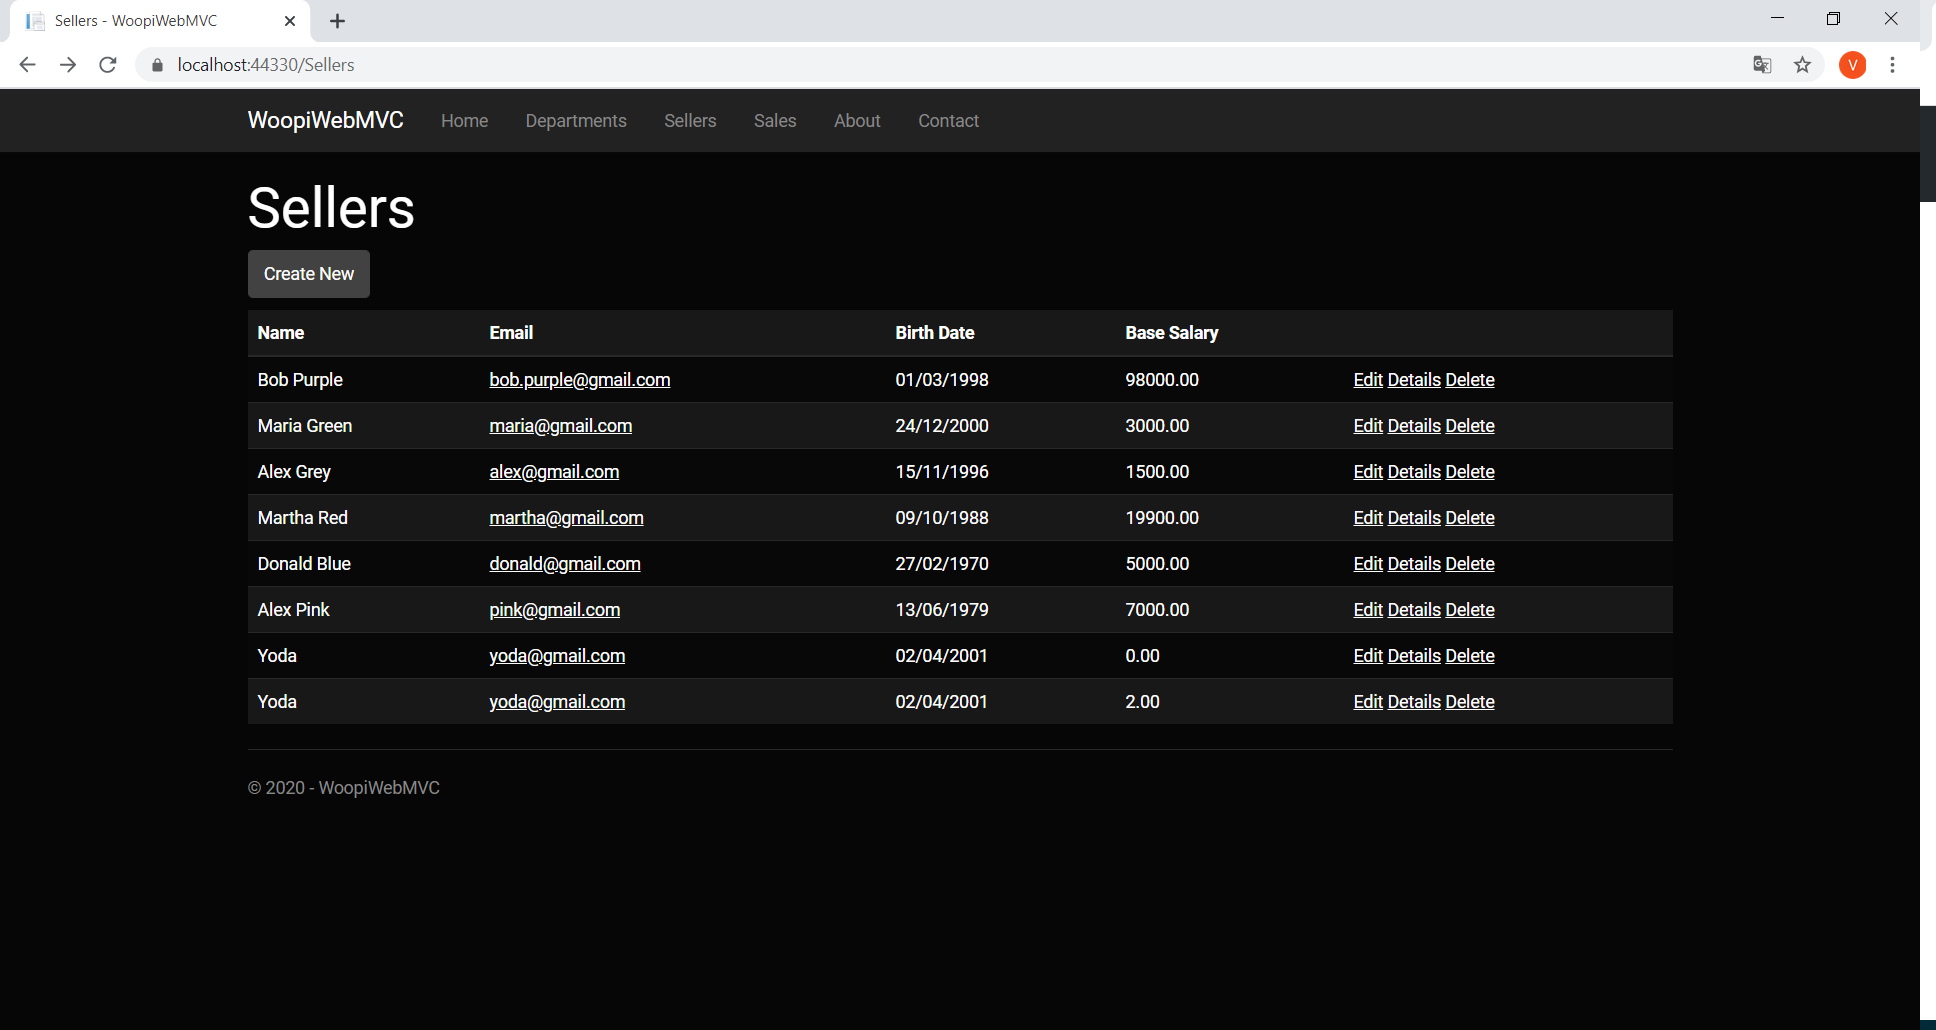 Sellers - WoopiWebMVC
localhost:44330/Sellers
V
WoopiWebMVC Home Departments Sellers Sales About Contact
Sellers
Create New
Name Email Birth Date Base Salary
Bob Purple bob.purple@gmail.com 01/03/1998 98000.00 Edit Details Delete
Maria Green maria@gmail.com 24/12/2000 3000.00 Edit Details Delete
Alex Grey alex@gmail.com 15/11/1996 1500.00 Edit Details Delete
Martha Red martha@gmail.com 09/10/1988 19900.00 Edit Details Delete
Donald Blue donald@gmail.com 27/02/1970 5000.00 Edit Details Delete
Alex Pink pink@gmail.com 13/06/1979 7000.00 Edit Details Delete
Yoda yoda@gmail.com 02/04/2001 0.00 Edit Details Delete
Yoda yoda@gmail.com 02/04/2001 2.00 Edit Details Delete
© 2020 - WoopiWebMVC